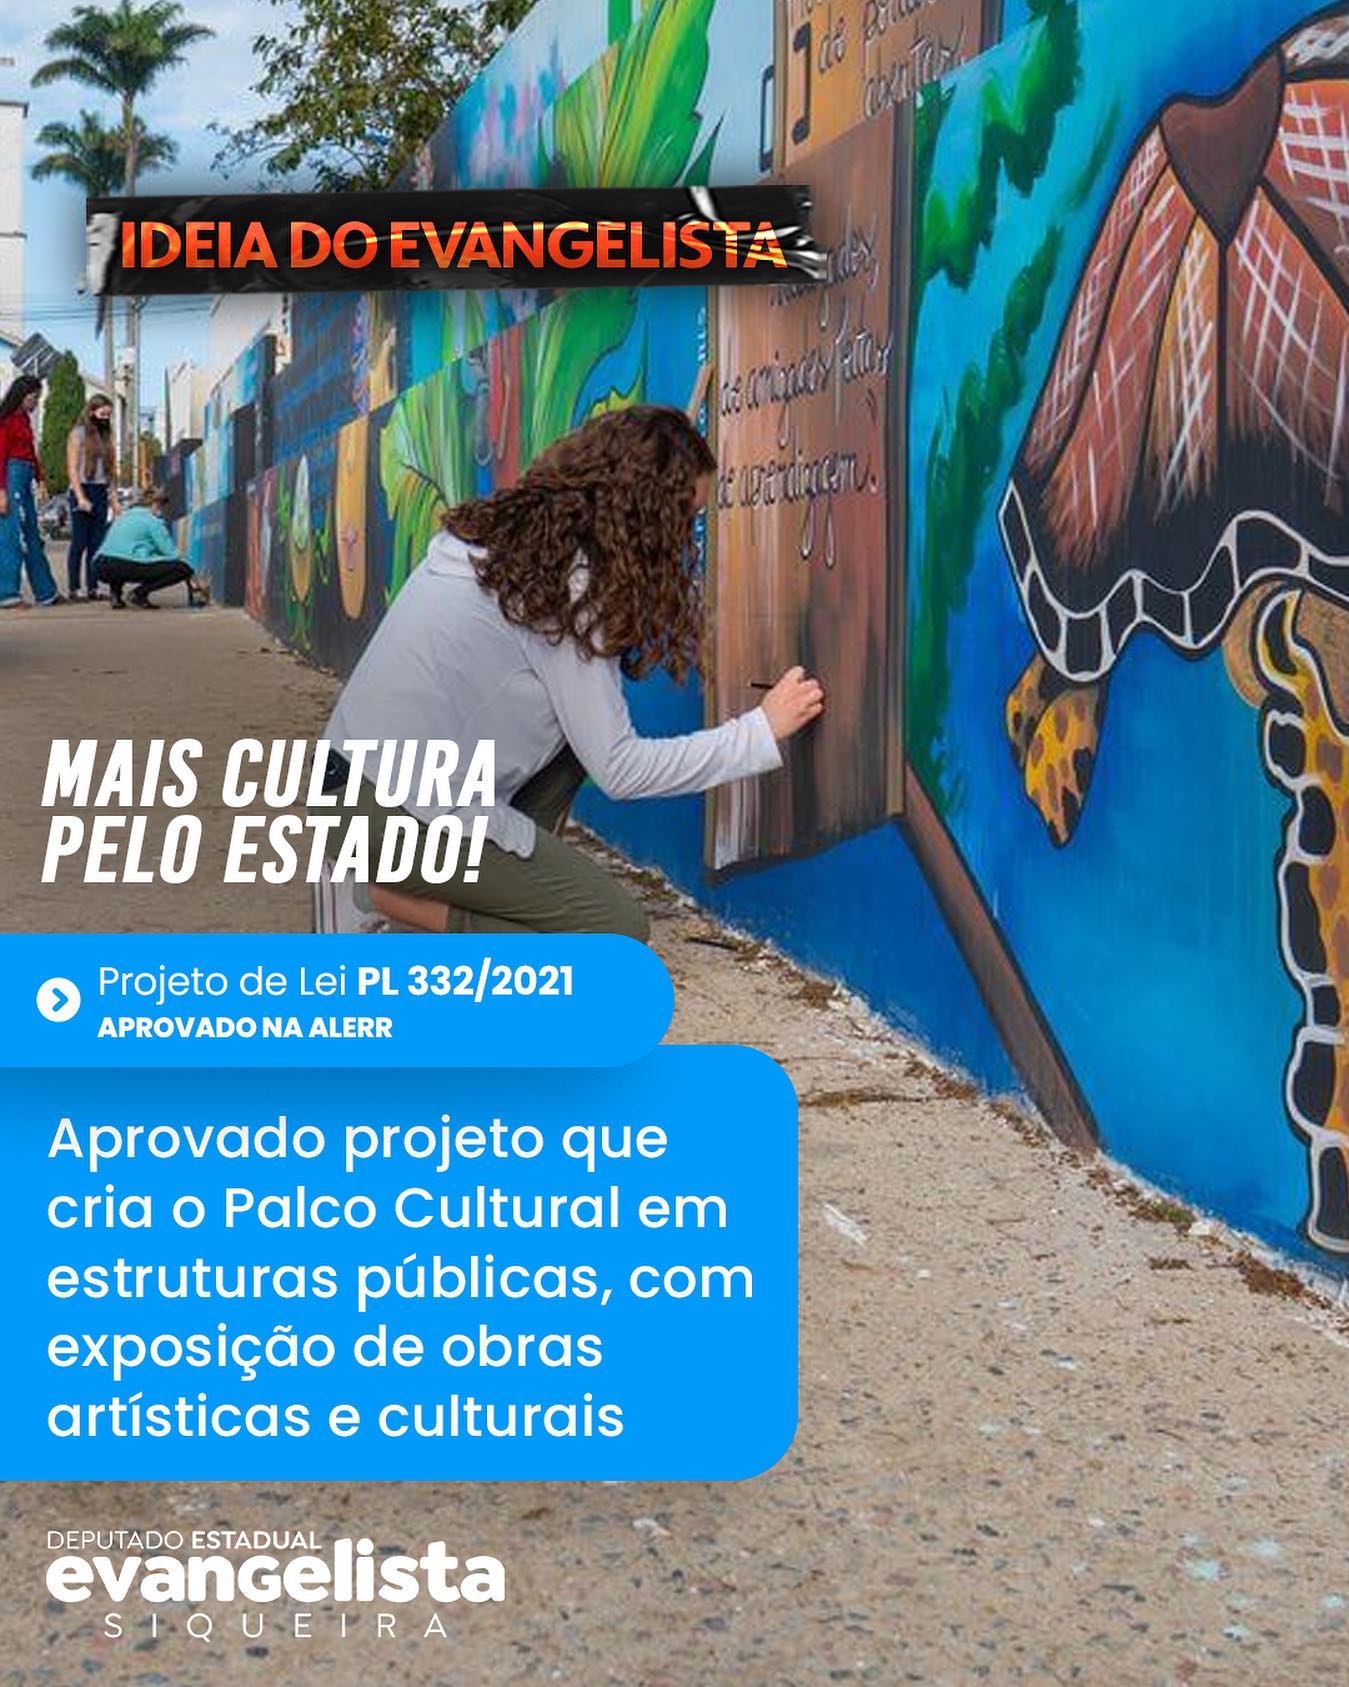 IDEIA DO EVANGELISTA
de aprendizagem.
MAIS CULTURA
PELO ESTADO!
Projeto de Lei PL 332/2021
APROVADO NA ALERR
Aprovado projeto que
cria o Palco Cultural em
estruturas públicas, com
exposição de obras
artísticas e culturais
DEPUTADO ESTADUAL
evangelista
SIQUEIRA